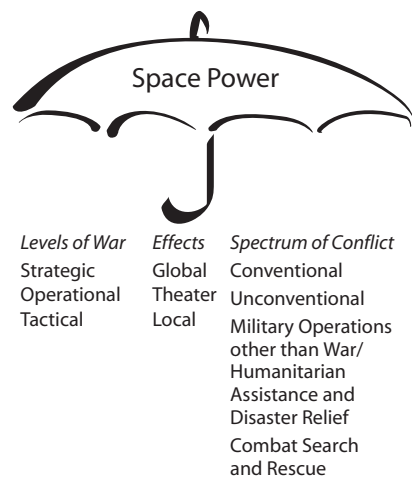 Space Power
Levels of War
Strategic
Operational
Tactical
Effects
Global
Theater
Local
Spectrum of Conflict
Conventional
Unconventional
Military Operations
other than War/
Humanitarian
Assistance and
Disaster Relief
Combat Search
and Rescue